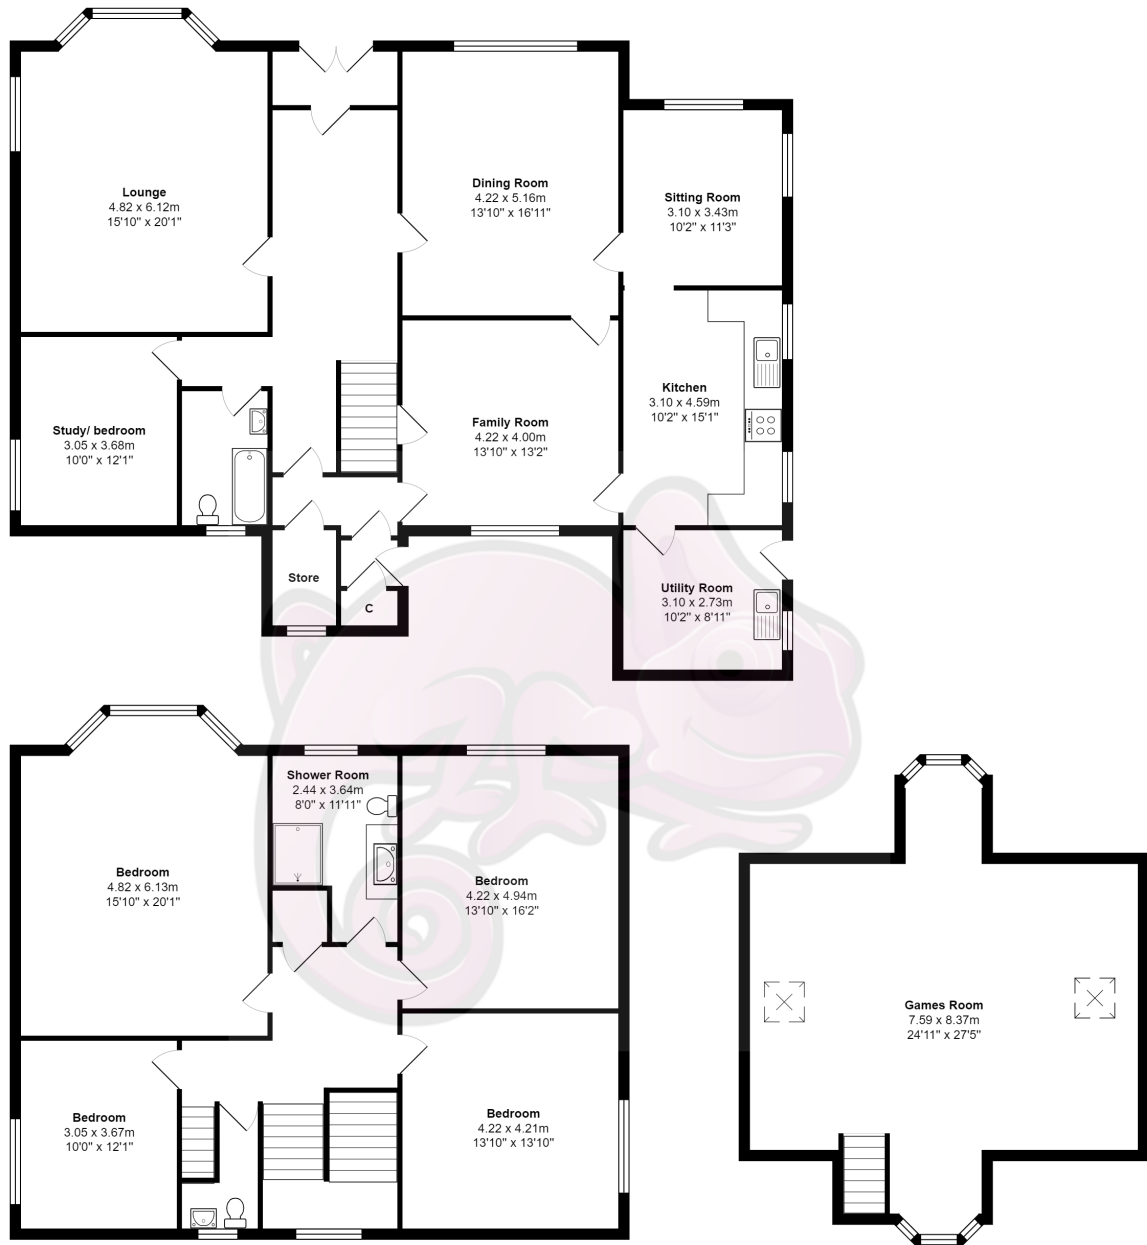 Lounge
4.82 x 6.12m
15'10" x 20'1"
Dining Room
4.22 x 5.16m
13'10" x 16'11"
Sitting Room
3.10 x 3.43m
10'2" x 11'3"
Kitchen
3.10 x 4.59m
10'2" x 15'1"
Study/ bedroom
3.05 x 3.68m
10'0" x 12'1"
Family Room
4.22 x 4.00m
13'10" x 13'2"
Store
C
Utility Room
3.10 x 2.73m
10'2" x 8'11"
Shower Room
2.44 x 3.64m
8'0" x 11'11"
Bedroom
4.82 x 6.13m
15'10" x 20'1"
Bedroom
4.22 x 4.94m
13'10" x 16'2"
Bedroom
3.05 x 3.67m
10'0" x 12'1"
Bedroom
4.22 x 4.21m
13'10" x 13'10"
Games Room
7.59 x 8.37m
24'11" x 27'5"